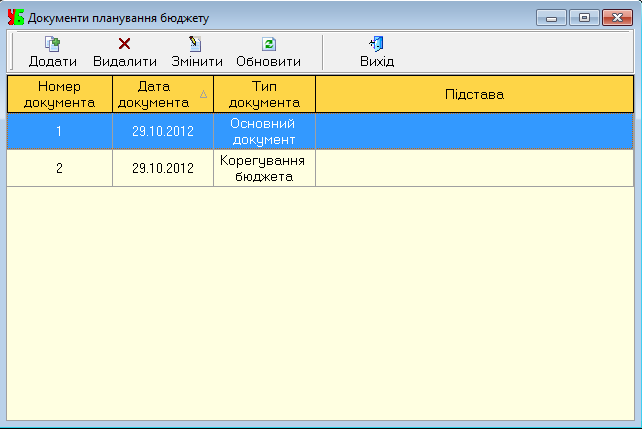 УБ Документи планування бюджету
Додати Видалити Змінити Обновити Вихід
Номер документа Дата документа Тип документа Підстава
1 29.10.2012 Основний документ
2 29.10.2012 Корегування бюджета